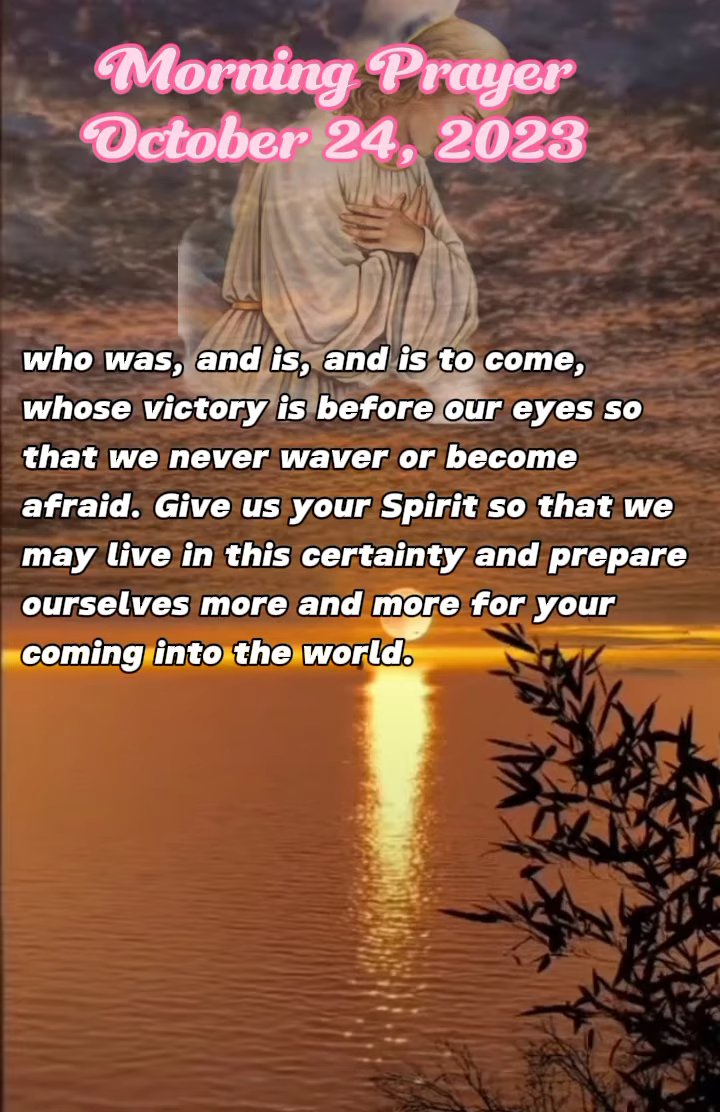 Morning Prayer
October 24, 2023
who was, and is, and is to come,
whose victory is before our eyes so
that we never waver or become
afraid. Give us your Spirit so that we
may live in this certainty and prepare
ourselves more and more for your
coming into the world.